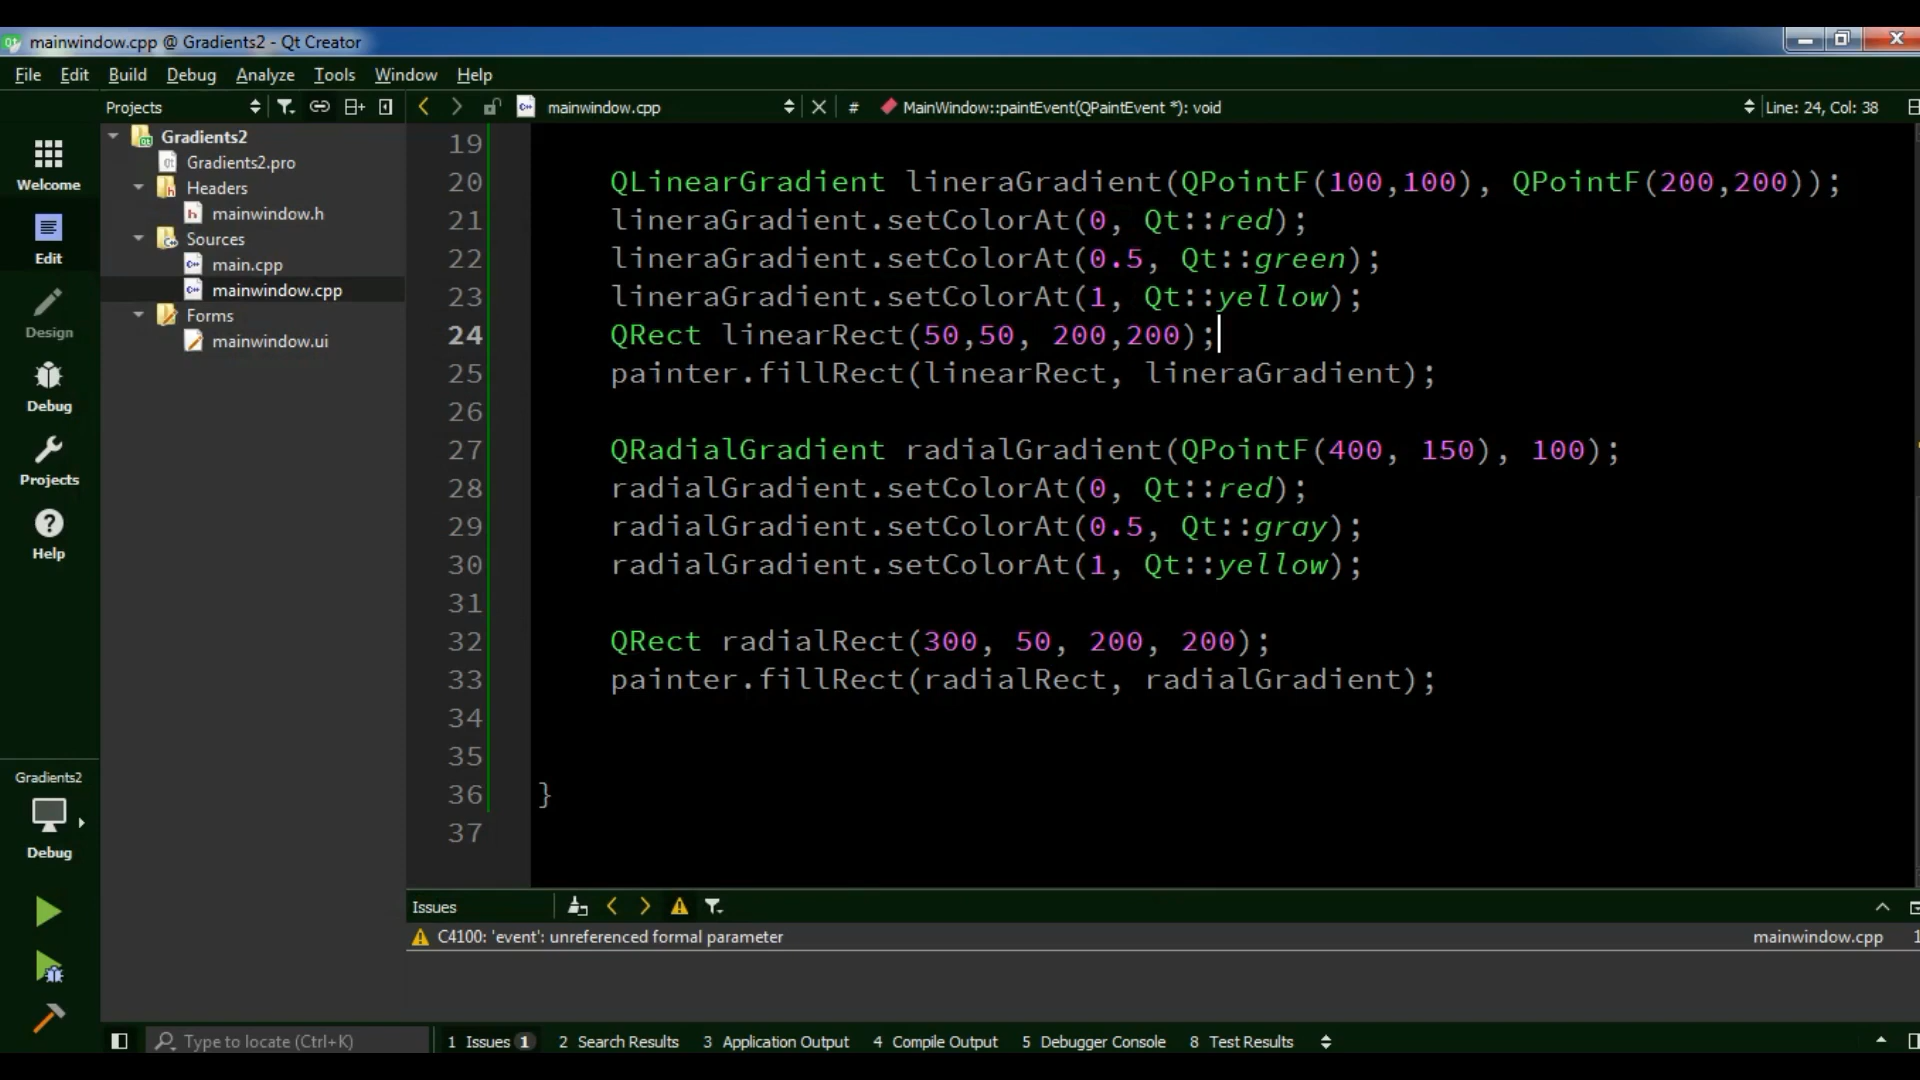 mainwindow.cpp @ Gradients2 - Qt Creator
File Edit Build Debug Analyze Tools Window Help
Projects
mainwindow.cpp
#
MainWindow::paintEvent(QPaintEvent *): void
Line: 24, Col: 38
Gradients2
Gradients2.pro
Headers
mainwindow.h
Sources
main.cpp
mainwindow.cpp
Forms
mainwindow.ui
Welcome
Edit
Design
Debug
Projects
Help
Gradients2
Debug
19
20 QLinearGradient lineraGradient(QPointF(100,100), QPointF(200,200));
21 lineraGradient.setColorAt(0, Qt::red);
22 lineraGradient.setColorAt(0.5, Qt::green);
23 lineraGradient.setColorAt(1, Qt::yellow);
24 QRect linearRect(50,50, 200,200);
25 painter.fillRect(linearRect, lineraGradient);
26
27 QRadialGradient radialGradient(QPointF(400, 150), 100);
28 radialGradient.setColorAt(0, Qt::red);
29 radialGradient.setColorAt(0.5, Qt::gray);
30 radialGradient.setColorAt(1, Qt::yellow);
31
32 QRect radialRect(300, 50, 200, 200);
33 painter.fillRect(radialRect, radialGradient);
34
35
36 }
37
Issues
C4100: 'event': unreferenced formal parameter mainwindow.cpp
Type to locate (Ctrl+K) 1 Issues 1 2 Search Results 3 Application Output 4 Compile Output 5 Debugger Console 8 Test Results